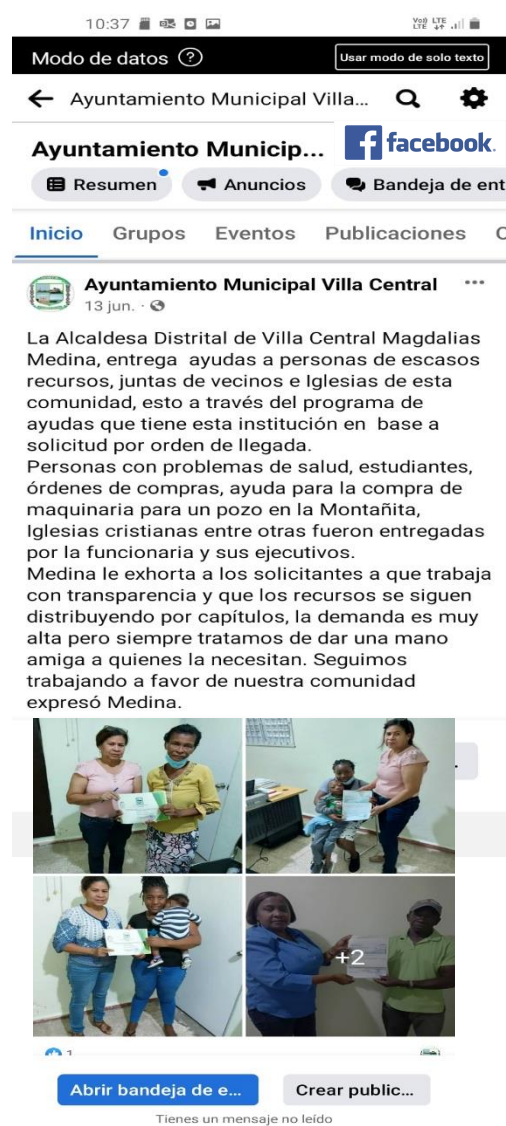 10:37
Modo de datos ? Usar modo de solo texto
Ayuntamiento Municipal Villa...
Ayuntamiento Municip... f facebook.
Resumen Anuncios Bandeja de ent
Inicio Grupos Eventos Publicaciones C
Ayuntamiento Municipal Villa Central
13 jun. ·
La Alcaldesa Distrital de Villa Central Magdalias
Medina, entrega ayudas a personas de escasos
recursos, juntas de vecinos e Iglesias de esta
comunidad, esto a través del programa de
ayudas que tiene esta institución en base a
solicitud por orden de llegada.
Personas con problemas de salud, estudiantes,
órdenes de compras, ayuda para la compra de
maquinaria para un pozo en la Montañita,
Iglesias cristianas entre otras fueron entregadas
por la funcionaria y sus ejecutivos.
Medina le exhorta a los solicitantes a que trabaja
con transparencia y que los recursos se siguen
distribuyendo por capítulos, la demanda es muy
alta pero siempre tratamos de dar una mano
amiga a quienes la necesitan. Seguimos
trabajando a favor de nuestra comunidad
expresó Medina.
+2
1
Abrir bandeja de e... Crear public...
Tienes un mensaje no leído